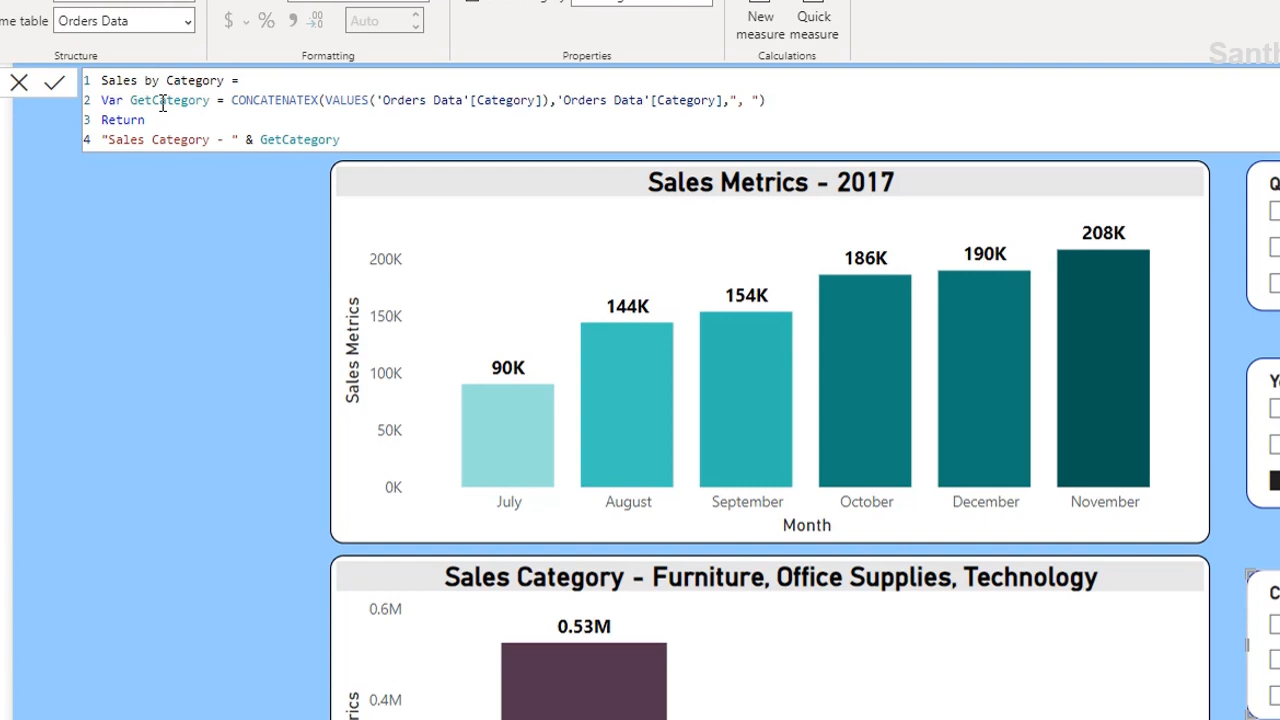 me table Orders Data
$ % Auto
New measure
Quick measure
Structure
Formatting
Properties
Calculations
Santh
1 Sales by Category =
2 Var GetCategory = CONCATENATEX(VALUES('Orders Data'[Category]),'Orders Data'[Category],", ")
3 Return
4 "Sales Category - " & GetCategory
Sales Metrics - 2017
208K
190K
186K
154K
144K
90K
200K
150K
100K
50K
0K
Sales Metrics
July
August
September
October
December
November
Month
Sales Category - Furniture, Office Supplies, Technology
0.6M
0.53M
0.4M
etrics
Q
Ye
C